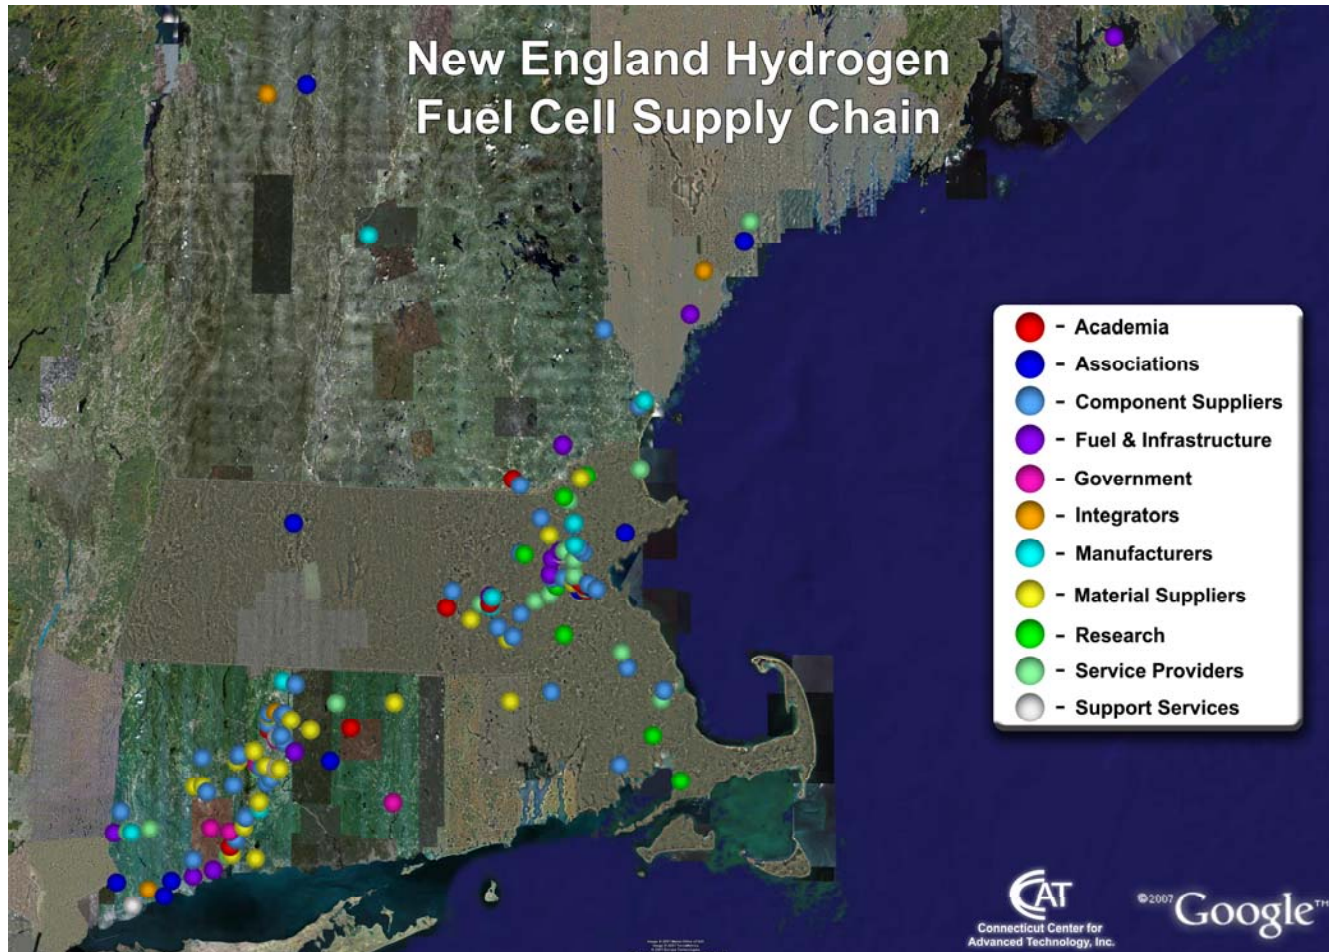 New England Hydrogen
Fuel Cell Supply Chain
- Academia
- Associations
- Component Suppliers
- Fuel & Infrastructure
- Government
- Integrators
- Manufacturers
- Material Suppliers
- Research
- Service Providers
- Support Services
CAT
Connecticut Center for
Advanced Technology, Inc.
©2007 Google™